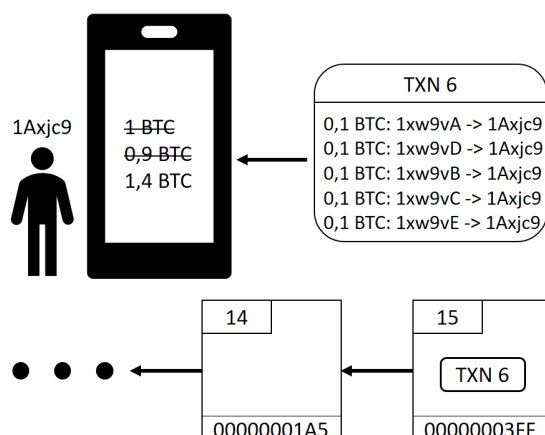 TXN 6
1Axjc9
1 BTC
0,9 BTC
1,4 BTC
0,1 BTC: 1xw9vA -> 1Axjc9
0,1 BTC: 1xw9vD -> 1Axjc9
0,1 BTC: 1xw9vB -> 1Axjc9
0,1 BTC: 1xw9vC -> 1Axjc9
0,1 BTC: 1xw9vE -> 1Axjc9
14
15
TXN 6
00000001A5
00000003FF